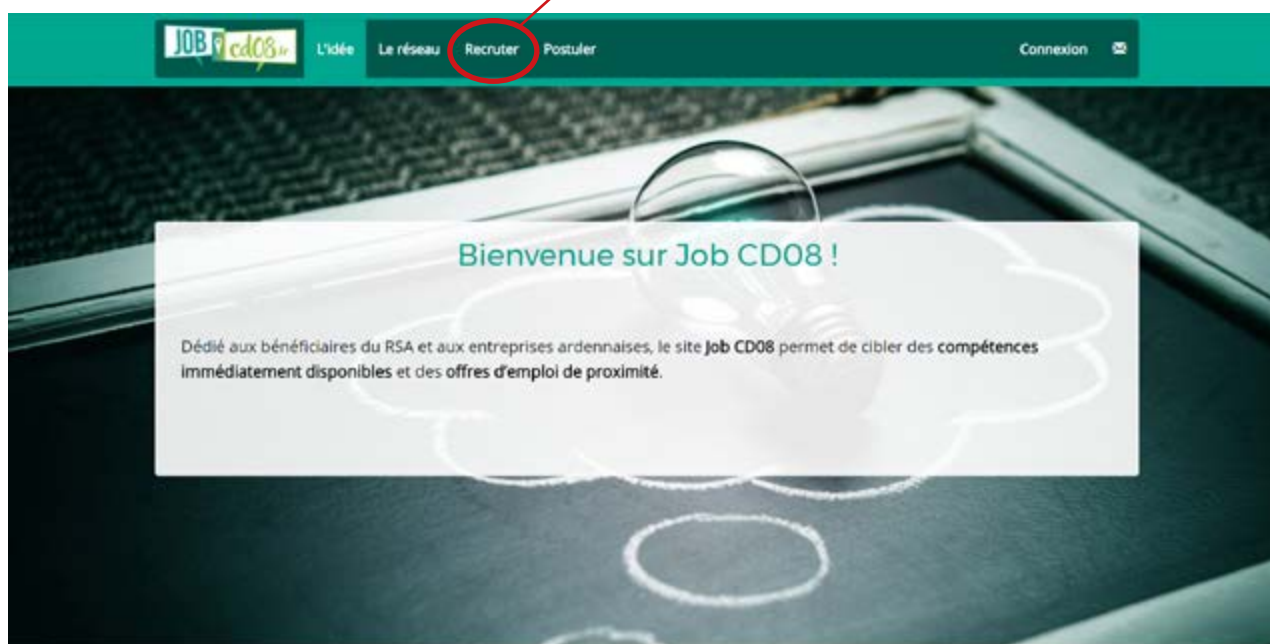 JOB cd08.fr L'idée Le réseau Recruter Postuler Connexion
Bienvenue sur Job CD08 !
Dédié aux bénéficiaires du RSA et aux entreprises ardennaises, le site Job CD08 permet de cibler des compétences
immédiatement disponibles et des offres d'emploi de proximité.